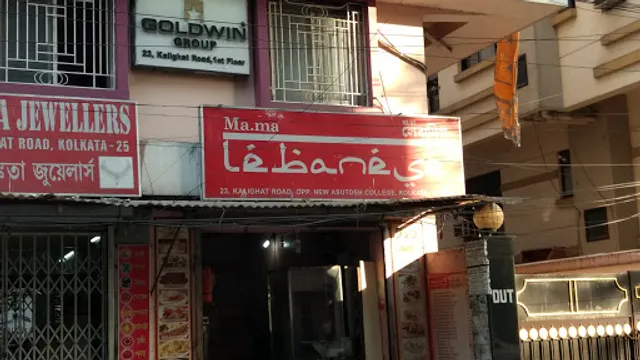 GOLDWIN
GROUP
23, Kalighat Road, 1st Floor
A JEWELLERS
AT ROAD, KOLKATA - 25
জুয়েলার্স
Ma.ma
Lebanese
23, KALIGHAT ROAD, OPP. NEW ASUTOSH COLLEGE, KOLKATA
OUT